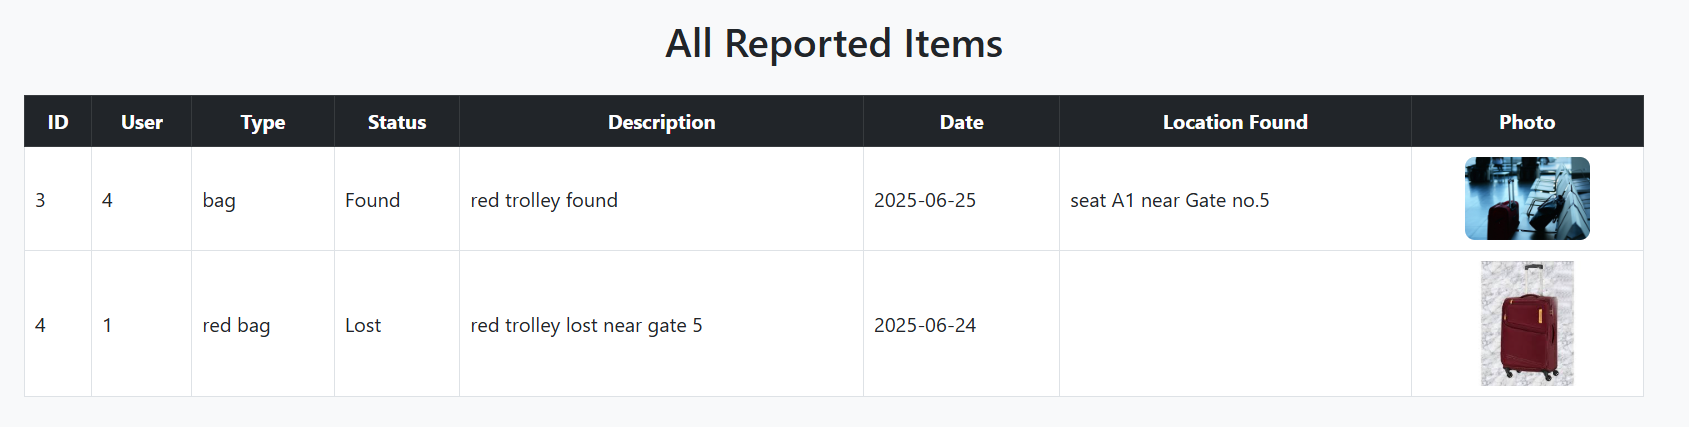 All Reported Items
ID User Type Status Description Date Location Found Photo
3 4 bag Found red trolley found 2025-06-25 seat A1 near Gate no.5
4 1 red bag Lost red trolley lost near gate 5 2025-06-24